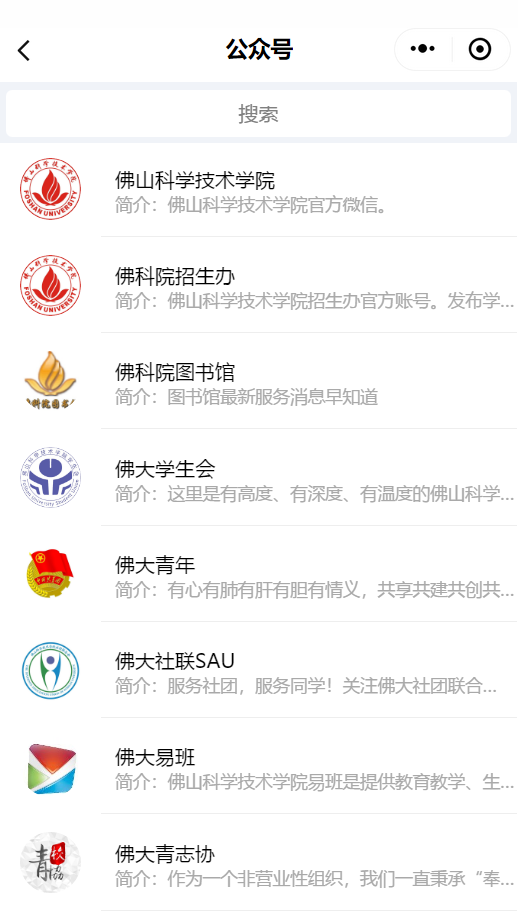 公众号
搜索
佛山科学技术学院
简介：佛山科学技术学院官方微信。
佛科院招生办
简介：佛山科学技术学院招生办官方账号。发布学...
佛科院图书馆
简介：图书馆最新服务消息早知道
佛大学生会
简介：这里是有高度、有深度、有温度的佛山科学...
佛大青年
简介：有心有肺有肝有胆有情义，共享共建共创共...
佛大社联SAU
简介：服务社团，服务同学！关注佛大社团联合...
佛大易班
简介：佛山科学技术学院易班是提供教育教学、生...
佛大青志协
简介：作为一个非营业性组织，我们一直秉承“奉...